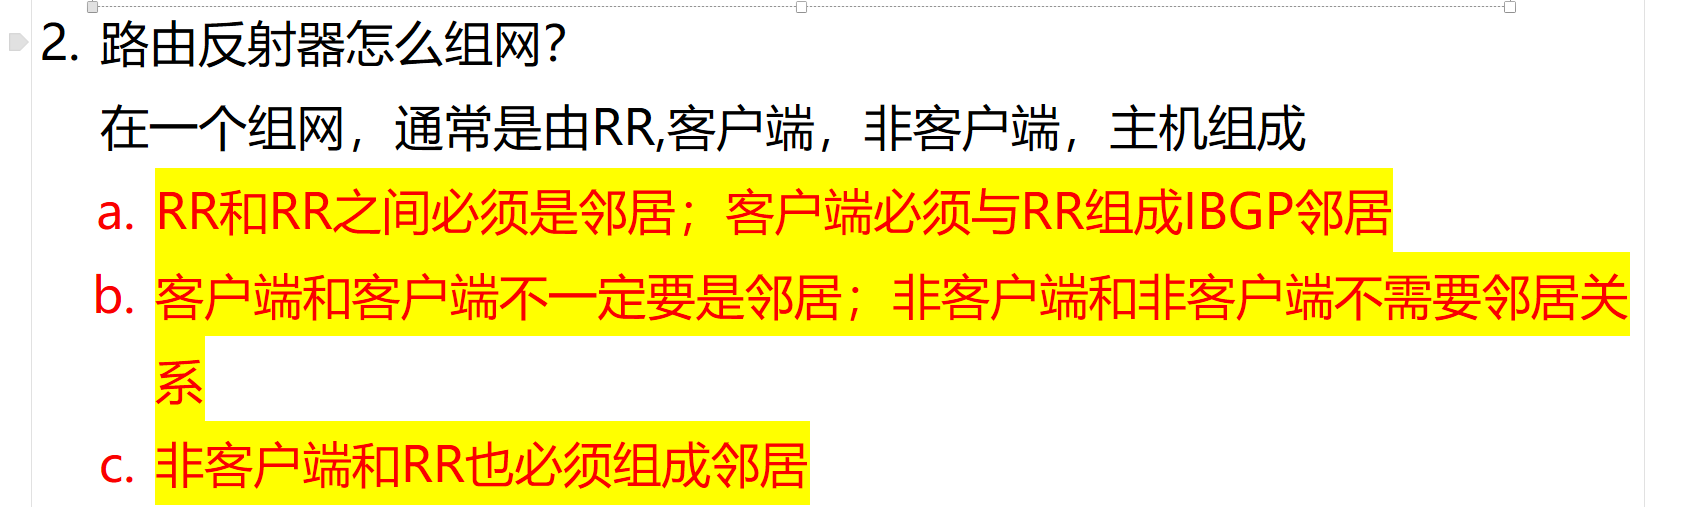 2. 路由反射器怎么组网？
在一个组网，通常是由RR,客户端，非客户端，主机组成
a. RR和RR之间必须是邻居；客户端必须与RR组成IBGP邻居
b. 客户端和客户端不一定要是邻居；非客户端和非客户端不需要邻居关
系
c. 非客户端和RR也必须组成邻居